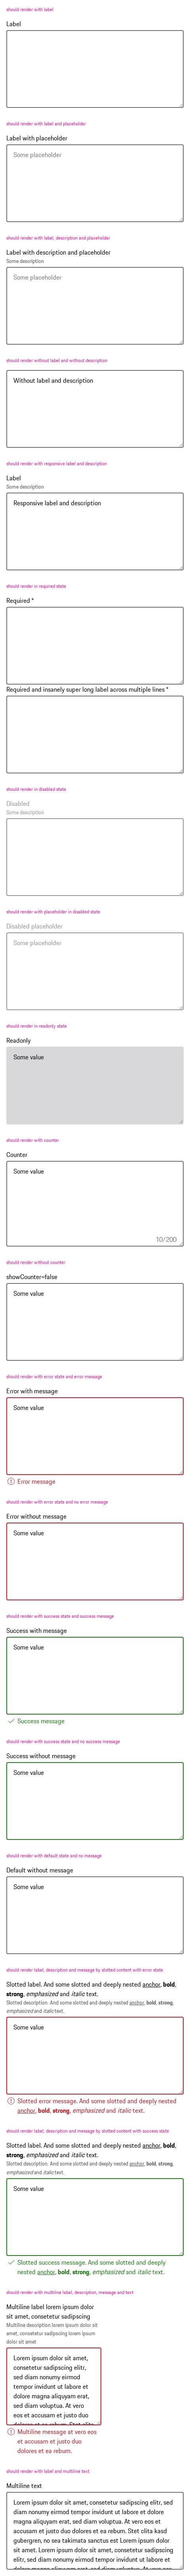 should render with label
Label
should render with label and placeholder
Label with placeholder
Some placeholder
should render with label, description and placeholder
Label with description and placeholder
Some description
Some placeholder
should render without label and without description
Without label and description
should render with responsive label and description
Label
Some description
Responsive label and description
should render in required state
Required *
Required and insanely super long label across multiple lines *
should render in disabled state
Disabled
Some description
should render with placeholder in disabled state
Disabled placeholder
Some placeholder
should render in readonly state
Readonly
Some value
should render with counter
Counter
Some value
10/200
should render without counter
showCounter=false
Some value
should render with error state and error message
Error with message
Some value
Error message
should render with error state and no error message
Error without message
Some value
should render with success state and success message
Success with message
Some value
Success message
should render with success state and no success message
Success without message
Some value
should render with default state and no message
Default without message
Some value
should render label, description and message by slotted content with error state
Slotted label. And some slotted and deeply nested anchor, bold,
strong, emphasized and italic text.
Slotted description. And some slotted and deeply nested anchor, bold, strong,
emphasized and italic text.
Some value
Slotted error message. And some slotted and deeply nested
anchor, bold, strong, emphasized and italic text.
should render label, description and message by slotted content with success state
Slotted label. And some slotted and deeply nested anchor, bold,
strong, emphasized and italic text.
Slotted description. And some slotted and deeply nested anchor, bold, strong,
emphasized and italic text.
Some value
Slotted success message. And some slotted and deeply
nested anchor, bold, strong, emphasized and italic text.
should render with multiline label, description, message and text
Multiline label lorem ipsum dolor
sit amet, consetetur sadipscing
Multiline description lorem ipsum dolor sit
amet, consetetur sadipscing lorem ipsum
dolor sit amet
Lorem ipsum dolor sit amet,
consetetur sadipscing elitr,
sed diam nonumy eirmod
tempor invidunt ut labore et
dolore magna aliquyam erat,
sed diam voluptua. At vero
eos et accusam et justo duo
dolores et ea rebum. Stet clita
Multiline message at vero eos
et accusam et justo duo
dolores et ea rebum.
should render with label and multiline text
Multiline text
Lorem ipsum dolor sit amet, consetetur sadipscing elitr, sed
diam nonumy eirmod tempor invidunt ut labore et dolore
magna aliquyam erat, sed diam voluptua. At vero eos et
accusam et justo duo dolores et ea rebum. Stet clita kasd
gubergren, no sea takimata sanctus est Lorem ipsum dolor
sit amet. Lorem ipsum dolor sit amet, consetetur sadipscing
elitr, sed diam nonumy eirmod tempor invidunt ut labore et
dolore magna aliquyam erat, sed diam voluptua. At vero eos